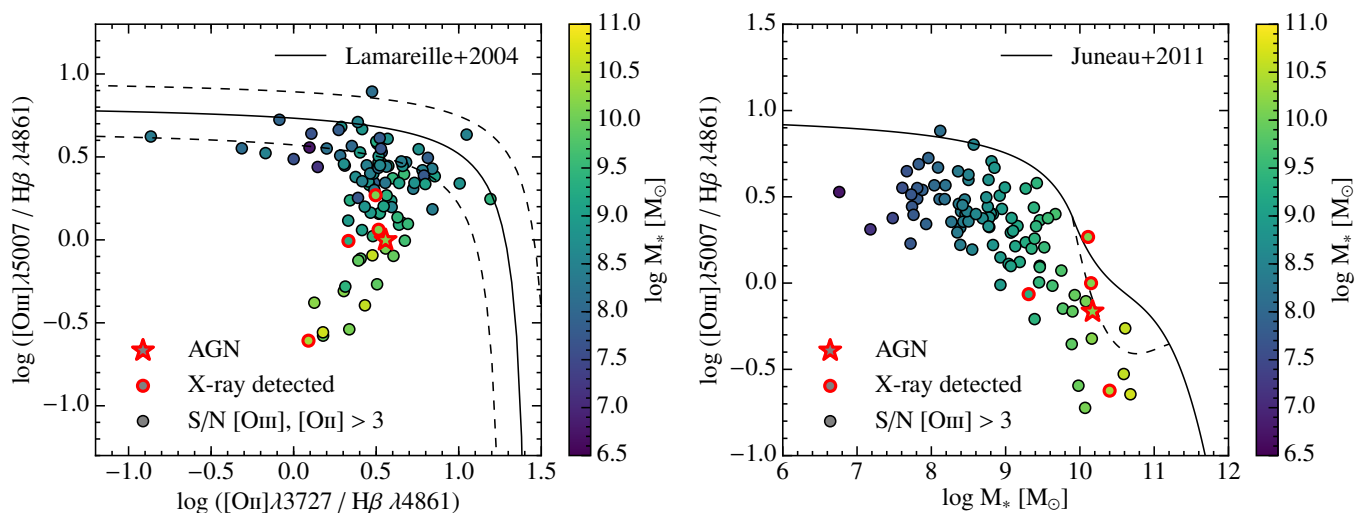 Lamareille+2004
log ([OIII]λ5007 / Hβ λ4861)
1.0
0.5
0.0
−0.5
−1.0
AGN
X-ray detected
S/N [OIII], [OII] > 3
−1.0 −0.5 0.0 0.5 1.0 1.5
log ([OII]λ3727 / Hβ λ4861)
11.0
10.5
10.0
9.5
9.0
8.5
8.0
7.5
7.0
6.5
log M* [M⊙]
Juneau+2011
log ([OIII]λ5007 / Hβ λ4861)
1.5
1.0
0.5
0.0
−0.5
−1.0
AGN
X-ray detected
S/N [OIII] > 3
6 7 8 9 10 11 12
log M* [M⊙]
11.0
10.5
10.0
9.5
9.0
8.5
8.0
7.5
7.0
6.5
log M* [M⊙]